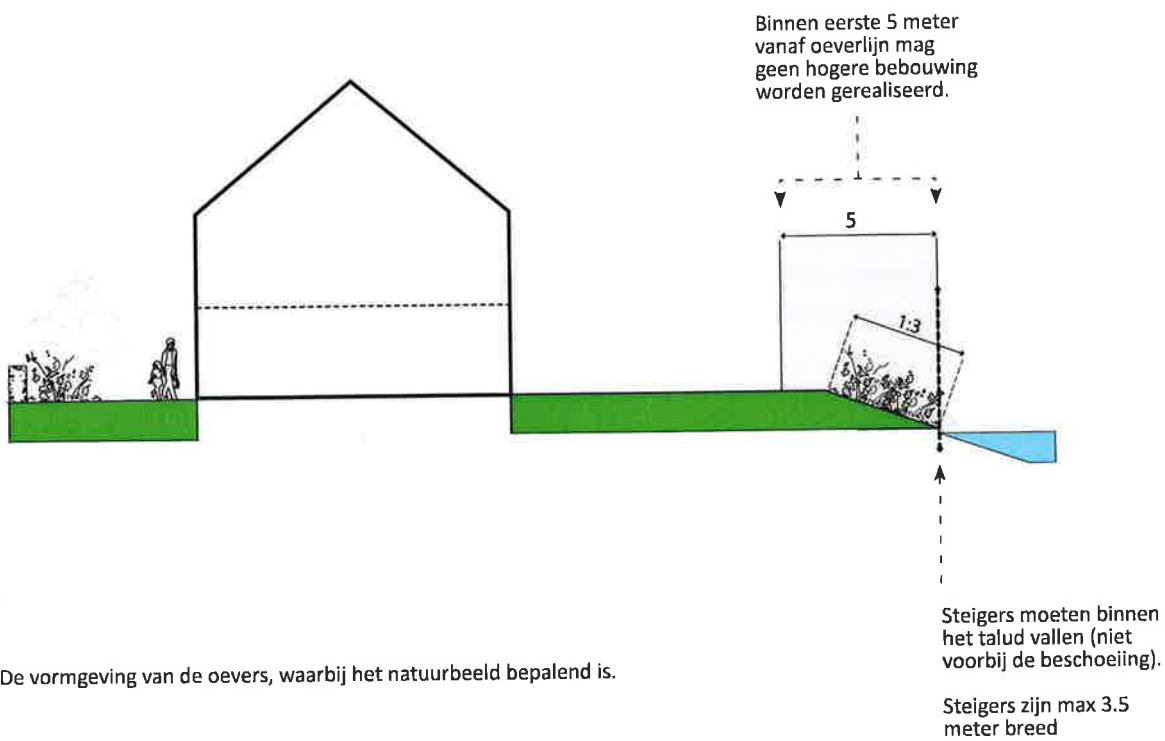 Binnen eerste 5 meter
vanaf oeverlijn mag
geen hogere bebouwing
worden gerealiseerd.
5
1:3
Steigers moeten binnen
het talud vallen (niet
voorbij de beschoeiing).
Steigers zijn max 3.5
meter breed
De vormgeving van de oevers, waarbij het natuurbeeld bepalend is.